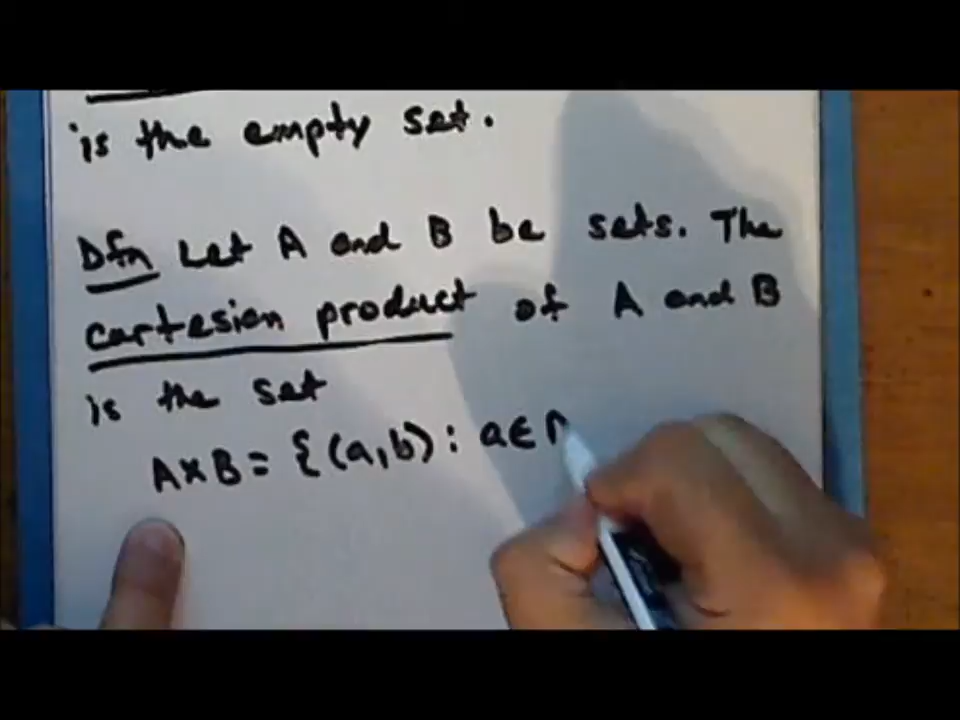 is the empty set.
Dfn Let A and B be sets. The
cartesian product of A and B
is the set
A×B = {(a,b) : a∈